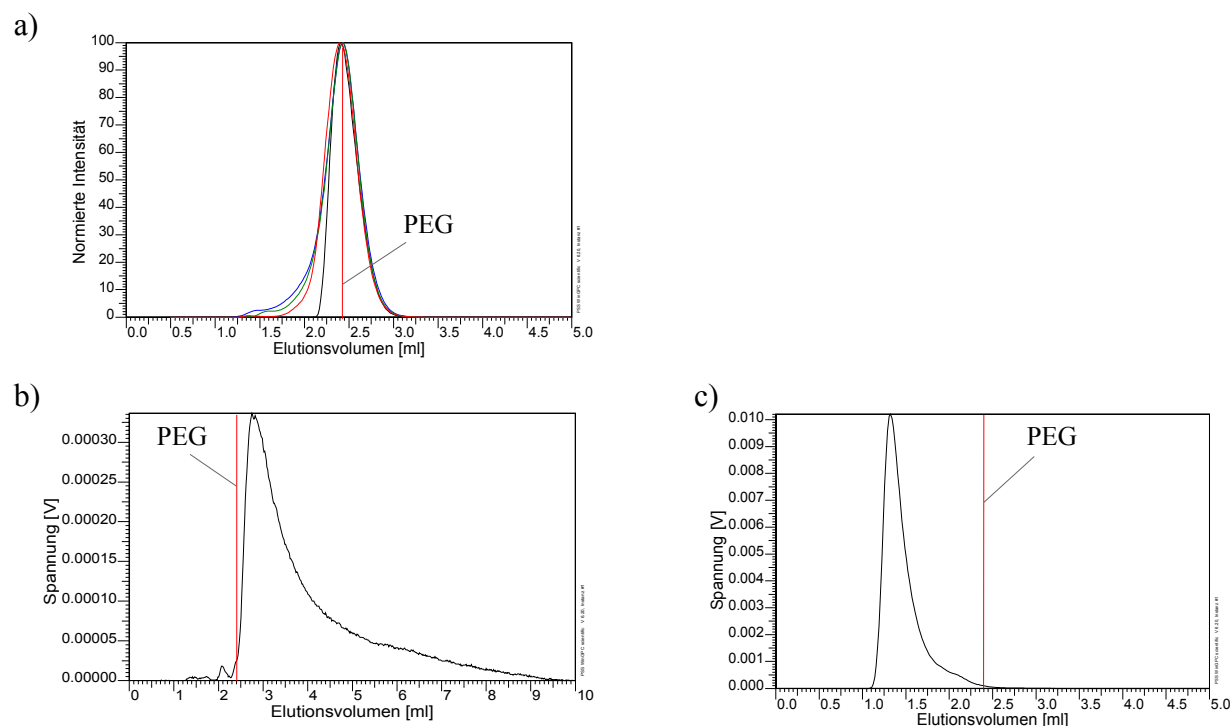 a)
Normierte Intensität
100
90
80
70
60
50
40
30
20
10
0
PEG
0.0 0.5 1.0 1.5 2.0 2.5 3.0 3.5 4.0 4.5 5.0
Elutionsvolumen [ml]
b)
Spannung [V]
0.00030
0.00025
0.00020
0.00015
0.00010
0.00005
0.00000
PEG
0 1 2 3 4 5 6 7 8 9 10
Elutionsvolumen [ml]
c)
Spannung [V]
0.010
0.009
0.008
0.007
0.006
0.005
0.004
0.003
0.002
0.001
0.000
PEG
0.0 0.5 1.0 1.5 2.0 2.5 3.0 3.5 4.0 4.5 5.0
Elutionsvolumen [ml]